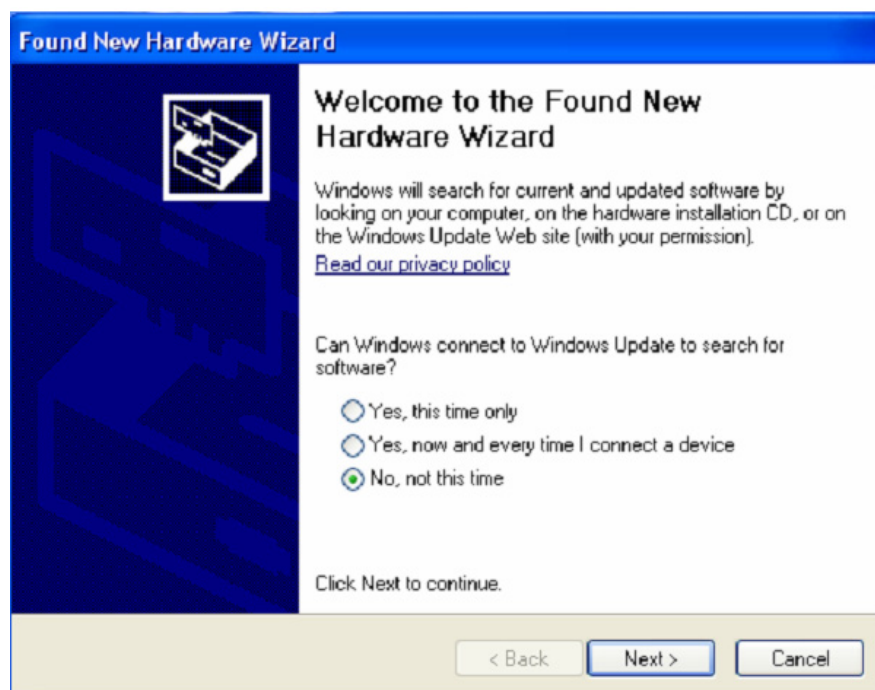 Found New Hardware Wizard
Welcome to the Found New
Hardware Wizard
Windows will search for current and updated software by
looking on your computer, on the hardware installation CD, or on
the Windows Update Web site (with your permission).
Read our privacy policy
Can Windows connect to Windows Update to search for
software?
Yes, this time only
Yes, now and every time I connect a device
No, not this time
Click Next to continue.
< Back Next > Cancel